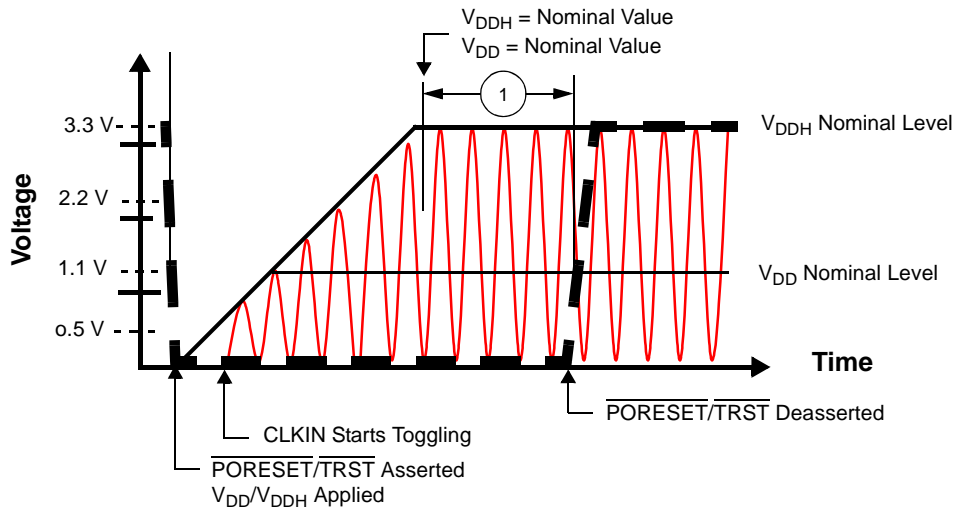 V_DDH = Nominal Value
V_DD = Nominal Value
1
3.3 V
V_DDH Nominal Level
2.2 V
Voltage
1.1 V
V_DD Nominal Level
o.5 V
Time
PORESET/TRST Deasserted
CLKIN Starts Toggling
PORESET/TRST Asserted
V_DD/V_DDH Applied